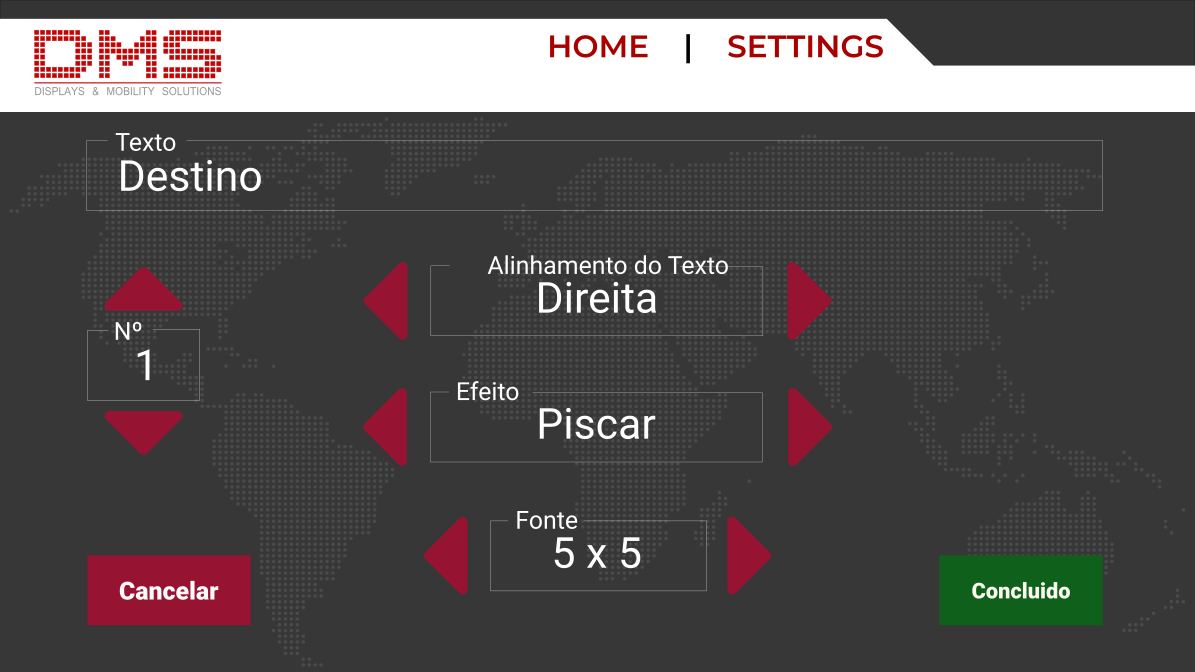 DMS
DISPLAYS & MOBILITY SOLUTIONS
HOME | SETTINGS
Texto
Destino
Alinhamento do Texto
Direita
Nº
1
Efeito
Piscar
Fonte
5 x 5
Cancelar
Concluido